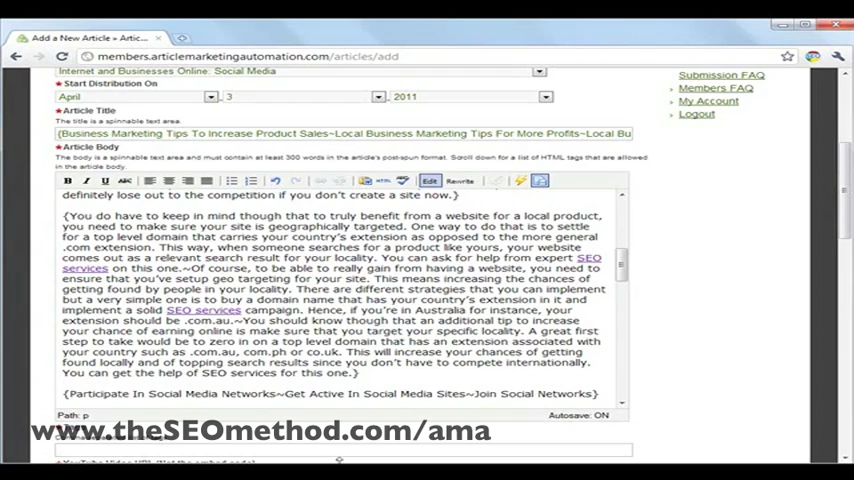 Add a New Article » Artic...
members.articlemarketingautomation.com/articles/add
Internet and Businesses Online: Social Media
Submission FAQ
★Start Distribution On
Members FAQ
April
3
2011
My Account
★Article Title
Logout
The title is a spinnable text area.
{Business Marketing Tips To Increase Product Sales~Local Business Marketing Tips For More Profits~Local Bu
★Article Body
The body is a spinnable text area and must contain at least 300 words in the article's post-spun format. Scroll down for a list of HTML tags that are allowed
in the article body.
B I U ABC
HTML
Edit Rewrite
definitely lose out to the competition if you don't create a site now.}
{You do have to keep in mind though that to truly benefit from a website for a local product,
you need to make sure your site is geographically targeted. One way to do that is to settle
for a top level domain that carries your country's extension as opposed to the more general
.com extension. This way, when someone searches for a product like yours, your website
comes out as a relevant search result for your locality. You can ask for help from expert SEO
services on this one.~Of course, to be able to really gain from having a website, you need to
ensure that you've setup geo targeting for your site. This means increasing the chances of
getting found by people in your locality. There are different strategies that you can implement
but a very simple one is to buy a domain name that has your country's extension in it and
implement a solid SEO services campaign. Hence, if you're in Australia for instance, your
extension should be .com.au.~You should know though that an additional tip to increase
your chance of earning online is make sure that you target your specific locality. A great first
step to take would be to zero in on a top level domain that has an extension associated with
your country such as .com.au, com.ph or co.uk. This will increase your chances of getting
found locally and of topping search results since you don't have to compete internationally.
You can get the help of SEO services for this one.}
{Participate In Social Media Networks~Get Active In Social Media Sites~Join Social Networks}
Path: p
Autosave: ON
www.theSEOmethod.com/ama